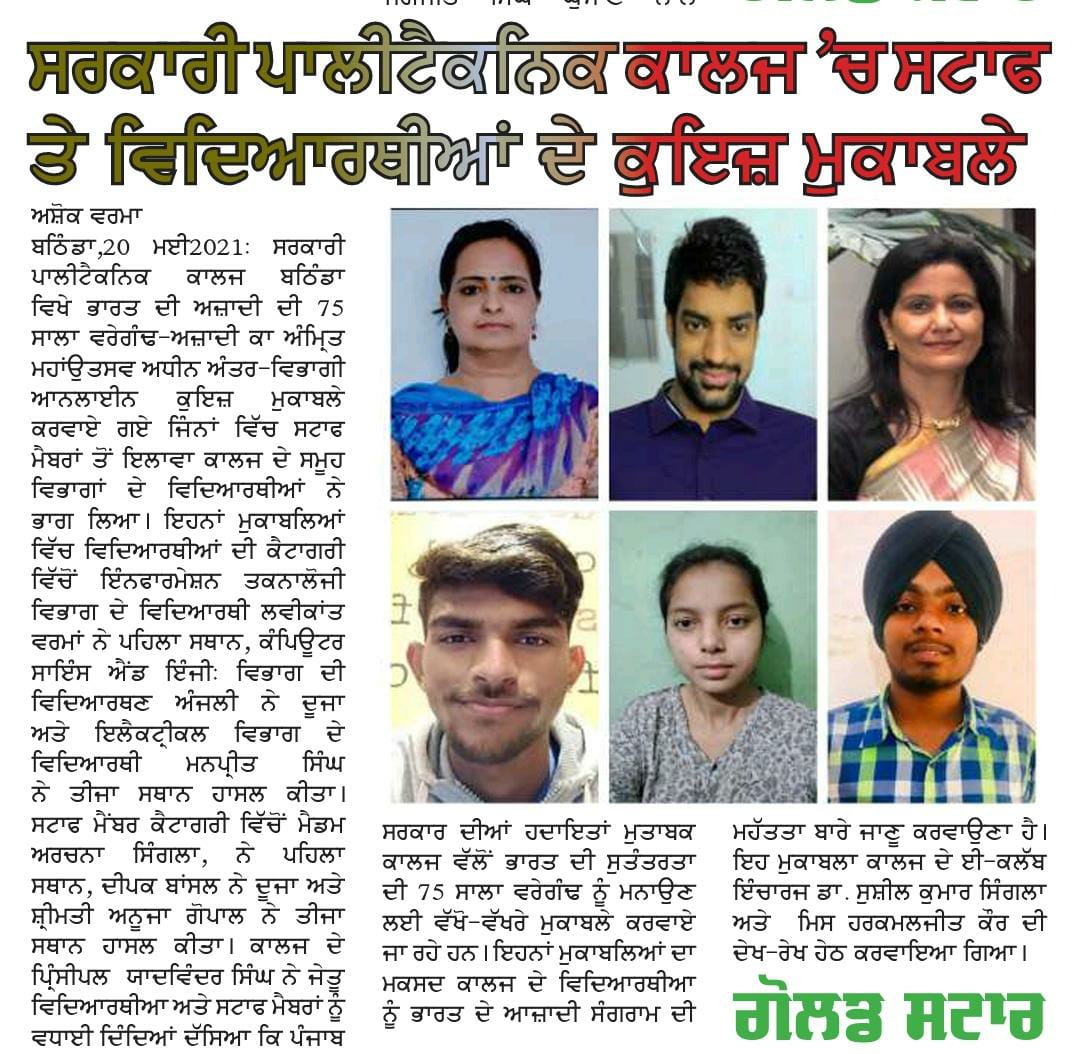 ਸਰਕਾਰੀ ਪਾਲੀਟੈਕਨਿਕ ਕਾਲਜ ’ਚ ਸਟਾਫ
ਤੇ ਵਿਦਿਆਰਥੀਆਂ ਦੇ ਕੁਇਜ਼ ਮੁਕਾਬਲੇ
ਅਸ਼ੋਕ ਵਰਮਾ
ਬਠਿੰਡਾ,20 ਮਈ2021: ਸਰਕਾਰੀ
ਪਾਲੀਟੈਕਨਿਕ ਕਾਲਜ ਬਠਿੰਡਾ
ਵਿਖੇ ਭਾਰਤ ਦੀ ਅਜ਼ਾਦੀ ਦੀ 75
ਸਾਲਾ ਵਰੇਗੰਢ-ਅਜ਼ਾਦੀ ਕਾ ਅੰਮ੍ਰਿਤ
ਮਹਾਂਉਤਸਵ ਅਧੀਨ ਅੰਤਰ-ਵਿਭਾਗੀ
ਆਨਲਾਈਨ ਕੁਇਜ਼ ਮੁਕਾਬਲੇ
ਕਰਵਾਏ ਗਏ ਜਿੰਨਾਂ ਵਿੱਚ ਸਟਾਫ
ਮੈਬਰਾਂ ਤੋਂ ਇਲਾਵਾ ਕਾਲਜ ਦੇ ਸਮੂਹ
ਵਿਭਾਗਾਂ ਦੇ ਵਿਦਿਆਰਥੀਆਂ ਨੇ
ਭਾਗ ਲਿਆ। ਇਹਨਾਂ ਮੁਕਾਬਲਿਆਂ
ਵਿੱਚ ਵਿਦਿਆਰਥੀਆਂ ਦੀ ਕੈਟਾਗਰੀ
ਵਿੱਚੋਂ ਇੰਨਫਾਰਮੇਸ਼ਨ ਤਕਨਾਲੋਜੀ
ਵਿਭਾਗ ਦੇ ਵਿਦਿਆਰਥੀ ਲਵੀਕਾਂਤ
ਵਰਮਾਂ ਨੇ ਪਹਿਲਾ ਸਥਾਨ, ਕੰਪਿਊਟਰ
ਸਾਇੰਸ ਐਂਡ ਇੰਜੀ: ਵਿਭਾਗ ਦੀ
ਵਿਦਿਆਰਥਣ ਅੰਜਲੀ ਨੇ ਦੂਜਾ
ਅਤੇ ਇਲੈਕਟ੍ਰੀਕਲ ਵਿਭਾਗ ਦੇ
ਵਿਦਿਆਰਥੀ ਮਨਪ੍ਰੀਤ ਸਿੰਘ
ਨੇ ਤੀਜਾ ਸਥਾਨ ਹਾਸਲ ਕੀਤਾ।
ਸਟਾਫ ਮੈਂਬਰ ਕੈਟਾਗਰੀ ਵਿੱਚੋਂ ਮੈਡਮ
ਅਰਚਨਾ ਸਿੰਗਲਾ, ਨੇ ਪਹਿਲਾ
ਸਥਾਨ, ਦੀਪਕ ਬਾਂਸਲ ਨੇ ਦੂਜਾ ਅਤੇ
ਸ਼੍ਰੀਮਤੀ ਅਨੂਜਾ ਗੋਪਾਲ ਨੇ ਤੀਜਾ
ਸਥਾਨ ਹਾਸਲ ਕੀਤਾ। ਕਾਲਜ ਦੇ
ਪ੍ਰਿੰਸੀਪਲ ਯਾਦਵਿੰਦਰ ਸਿੰਘ ਨੇ ਜੇਤੂ
ਵਿਦਿਆਰਥੀਆ ਅਤੇ ਸਟਾਫ ਮੈਬਰਾਂ ਨੂੰ
ਵਧਾਈ ਦਿੰਦਿਆਂ ਦੱਸਿਆ ਕਿ ਪੰਜਾਬ
ਸਰਕਾਰ ਦੀਆਂ ਹਦਾਇਤਾਂ ਮੁਤਾਬਕ
ਕਾਲਜ ਵੱਲੋਂ ਭਾਰਤ ਦੀ ਸੁਤੰਤਰਤਾ
ਦੀ 75 ਸਾਲਾ ਵਰੇਗੰਢ ਨੂੰ ਮਨਾਉਣ
ਲਈ ਵੱਖੋ-ਵੱਖਰੇ ਮੁਕਾਬਲੇ ਕਰਵਾਏ
ਜਾ ਰਹੇ ਹਨ।ਇਹਨਾਂ ਮੁਕਾਬਲਿਆਂ ਦਾ
ਮਕਸਦ ਕਾਲਜ ਦੇ ਵਿਦਿਆਰਥੀਆ
ਨੂੰ ਭਾਰਤ ਦੇ ਆਜ਼ਾਦੀ ਸੰਗਰਾਮ ਦੀ
ਮਹੱਤਤਾ ਬਾਰੇ ਜਾਣੂ ਕਰਵਾਉਣਾ ਹੈ।
ਇਹ ਮੁਕਾਬਲਾ ਕਾਲਜ ਦੇ ਈ-ਕਲੱਬ
ਇੰਚਾਰਜ ਡਾ. ਸੁਸ਼ੀਲ ਕੁਮਾਰ ਸਿੰਗਲਾ
ਅਤੇ ਮਿਸ ਹਰਕਮਲਜੀਤ ਕੌਰ ਦੀ
ਦੇਖ-ਰੇਖ ਹੇਠ ਕਰਵਾਇਆ ਗਿਆ।
ਗੋਲਡ ਸਟਾਰ